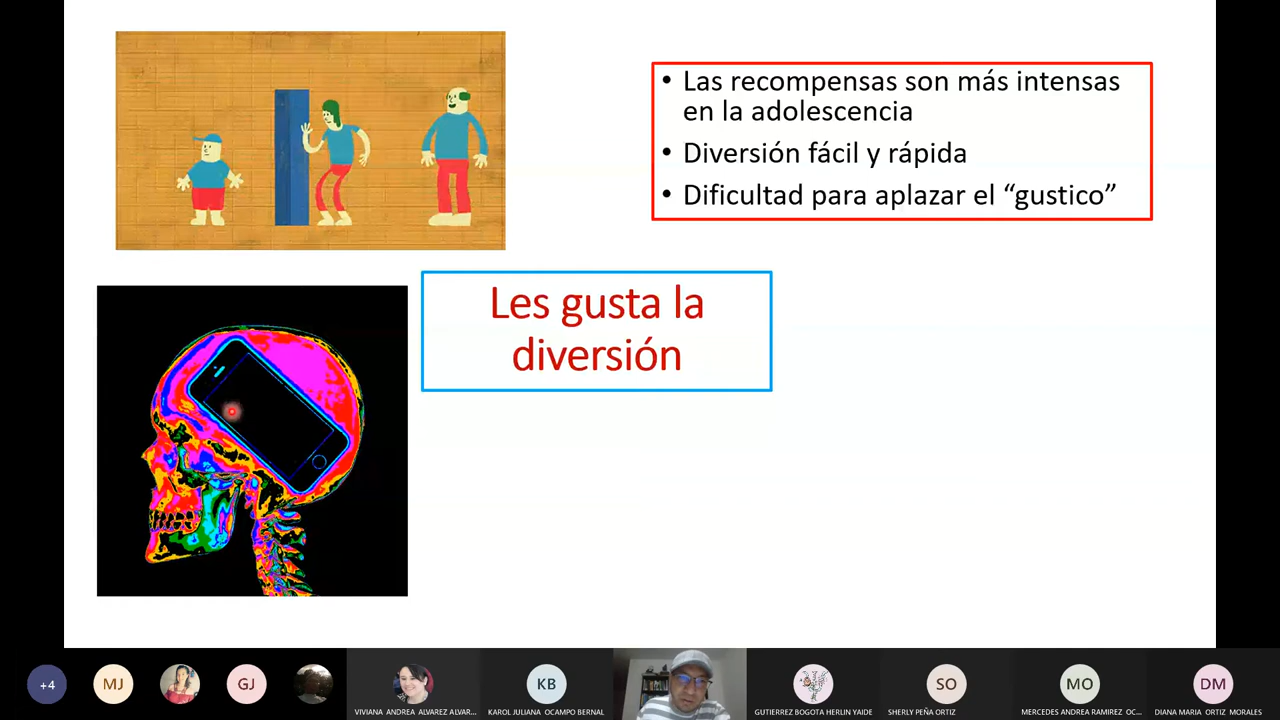 • Las recompensas son más intensas
en la adolescencia
• Diversión fácil y rápida
• Dificultad para aplazar el “gustico”
Les gusta la
diversión
+4
MJ
GJ
VIVIANA ANDREA ALVAREZ ALVAR...
KB
KAROL JULIANA OCAMPO BERNAL
GUTIERREZ BOGOTA HERLIN YAIDE
SO
SHERLY PEÑA ORTIZ
MO
MERCEDES ANDREA RAMIREZ OC...
DM
DIANA MARIA ORTIZ MORALES